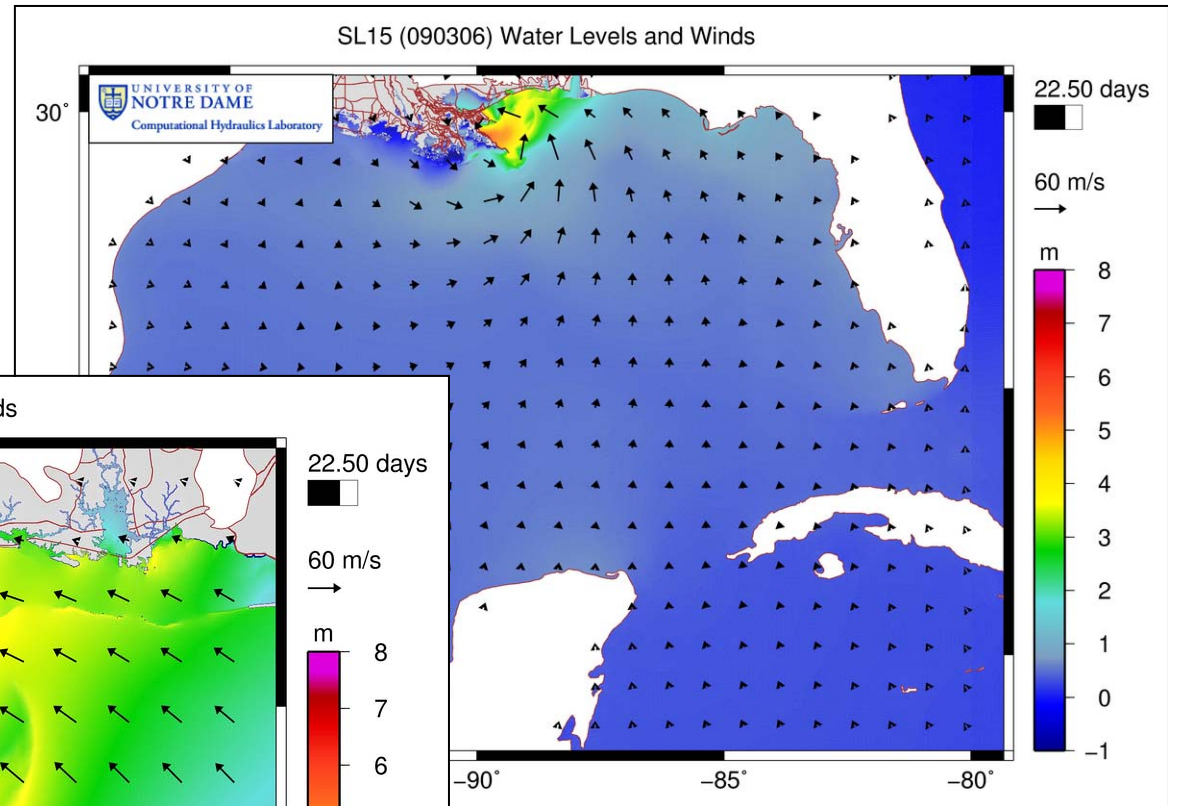 SL15 (090306) Water Levels and Winds
UNIVERSITY OF
NOTRE DAME
Computational Hydraulics Laboratory
30°
22.50 days
60 m/s
m
8
7
6
5
4
3
2
1
0
−1
−90°
−85°
−80°
ds
22.50 days
60 m/s
m
8
7
6